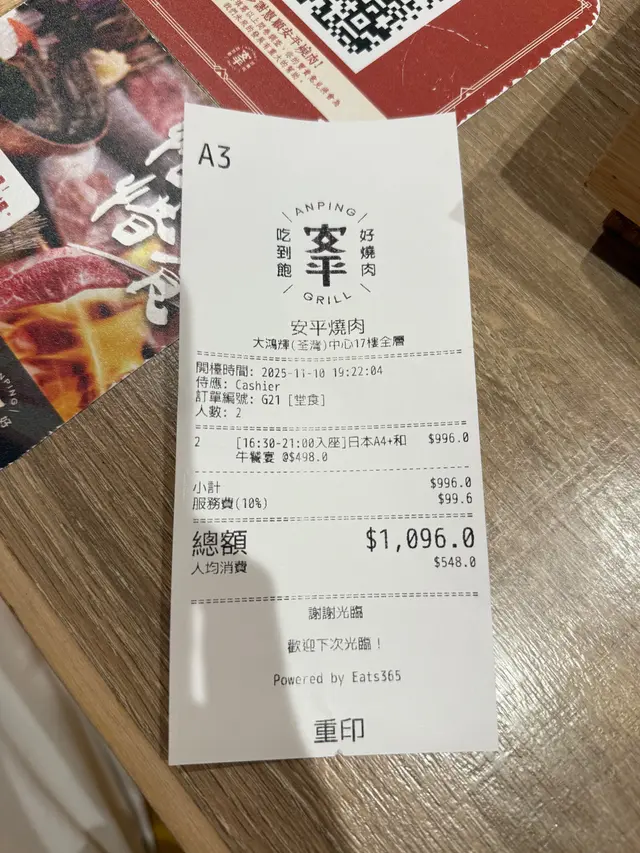 A3
ANPING
吃到飽
安平
好燒肉
GRILL
安平燒肉
大鴻輝(荃灣)中心17樓全層
開檯時間: 2025-11-10 19:22:04
侍應: Cashier
訂單編號: G21 [堂食]
人數: 2
2 [16:30-21:00入座]日本A4+和 $996.0
牛餐宴 @$498.0
小計 $996.0
服務費(10%) $99.6
總額 $1,096.0
人均消費 $548.0
謝謝光臨
歡迎下次光臨！
Powered by Eats365
重印